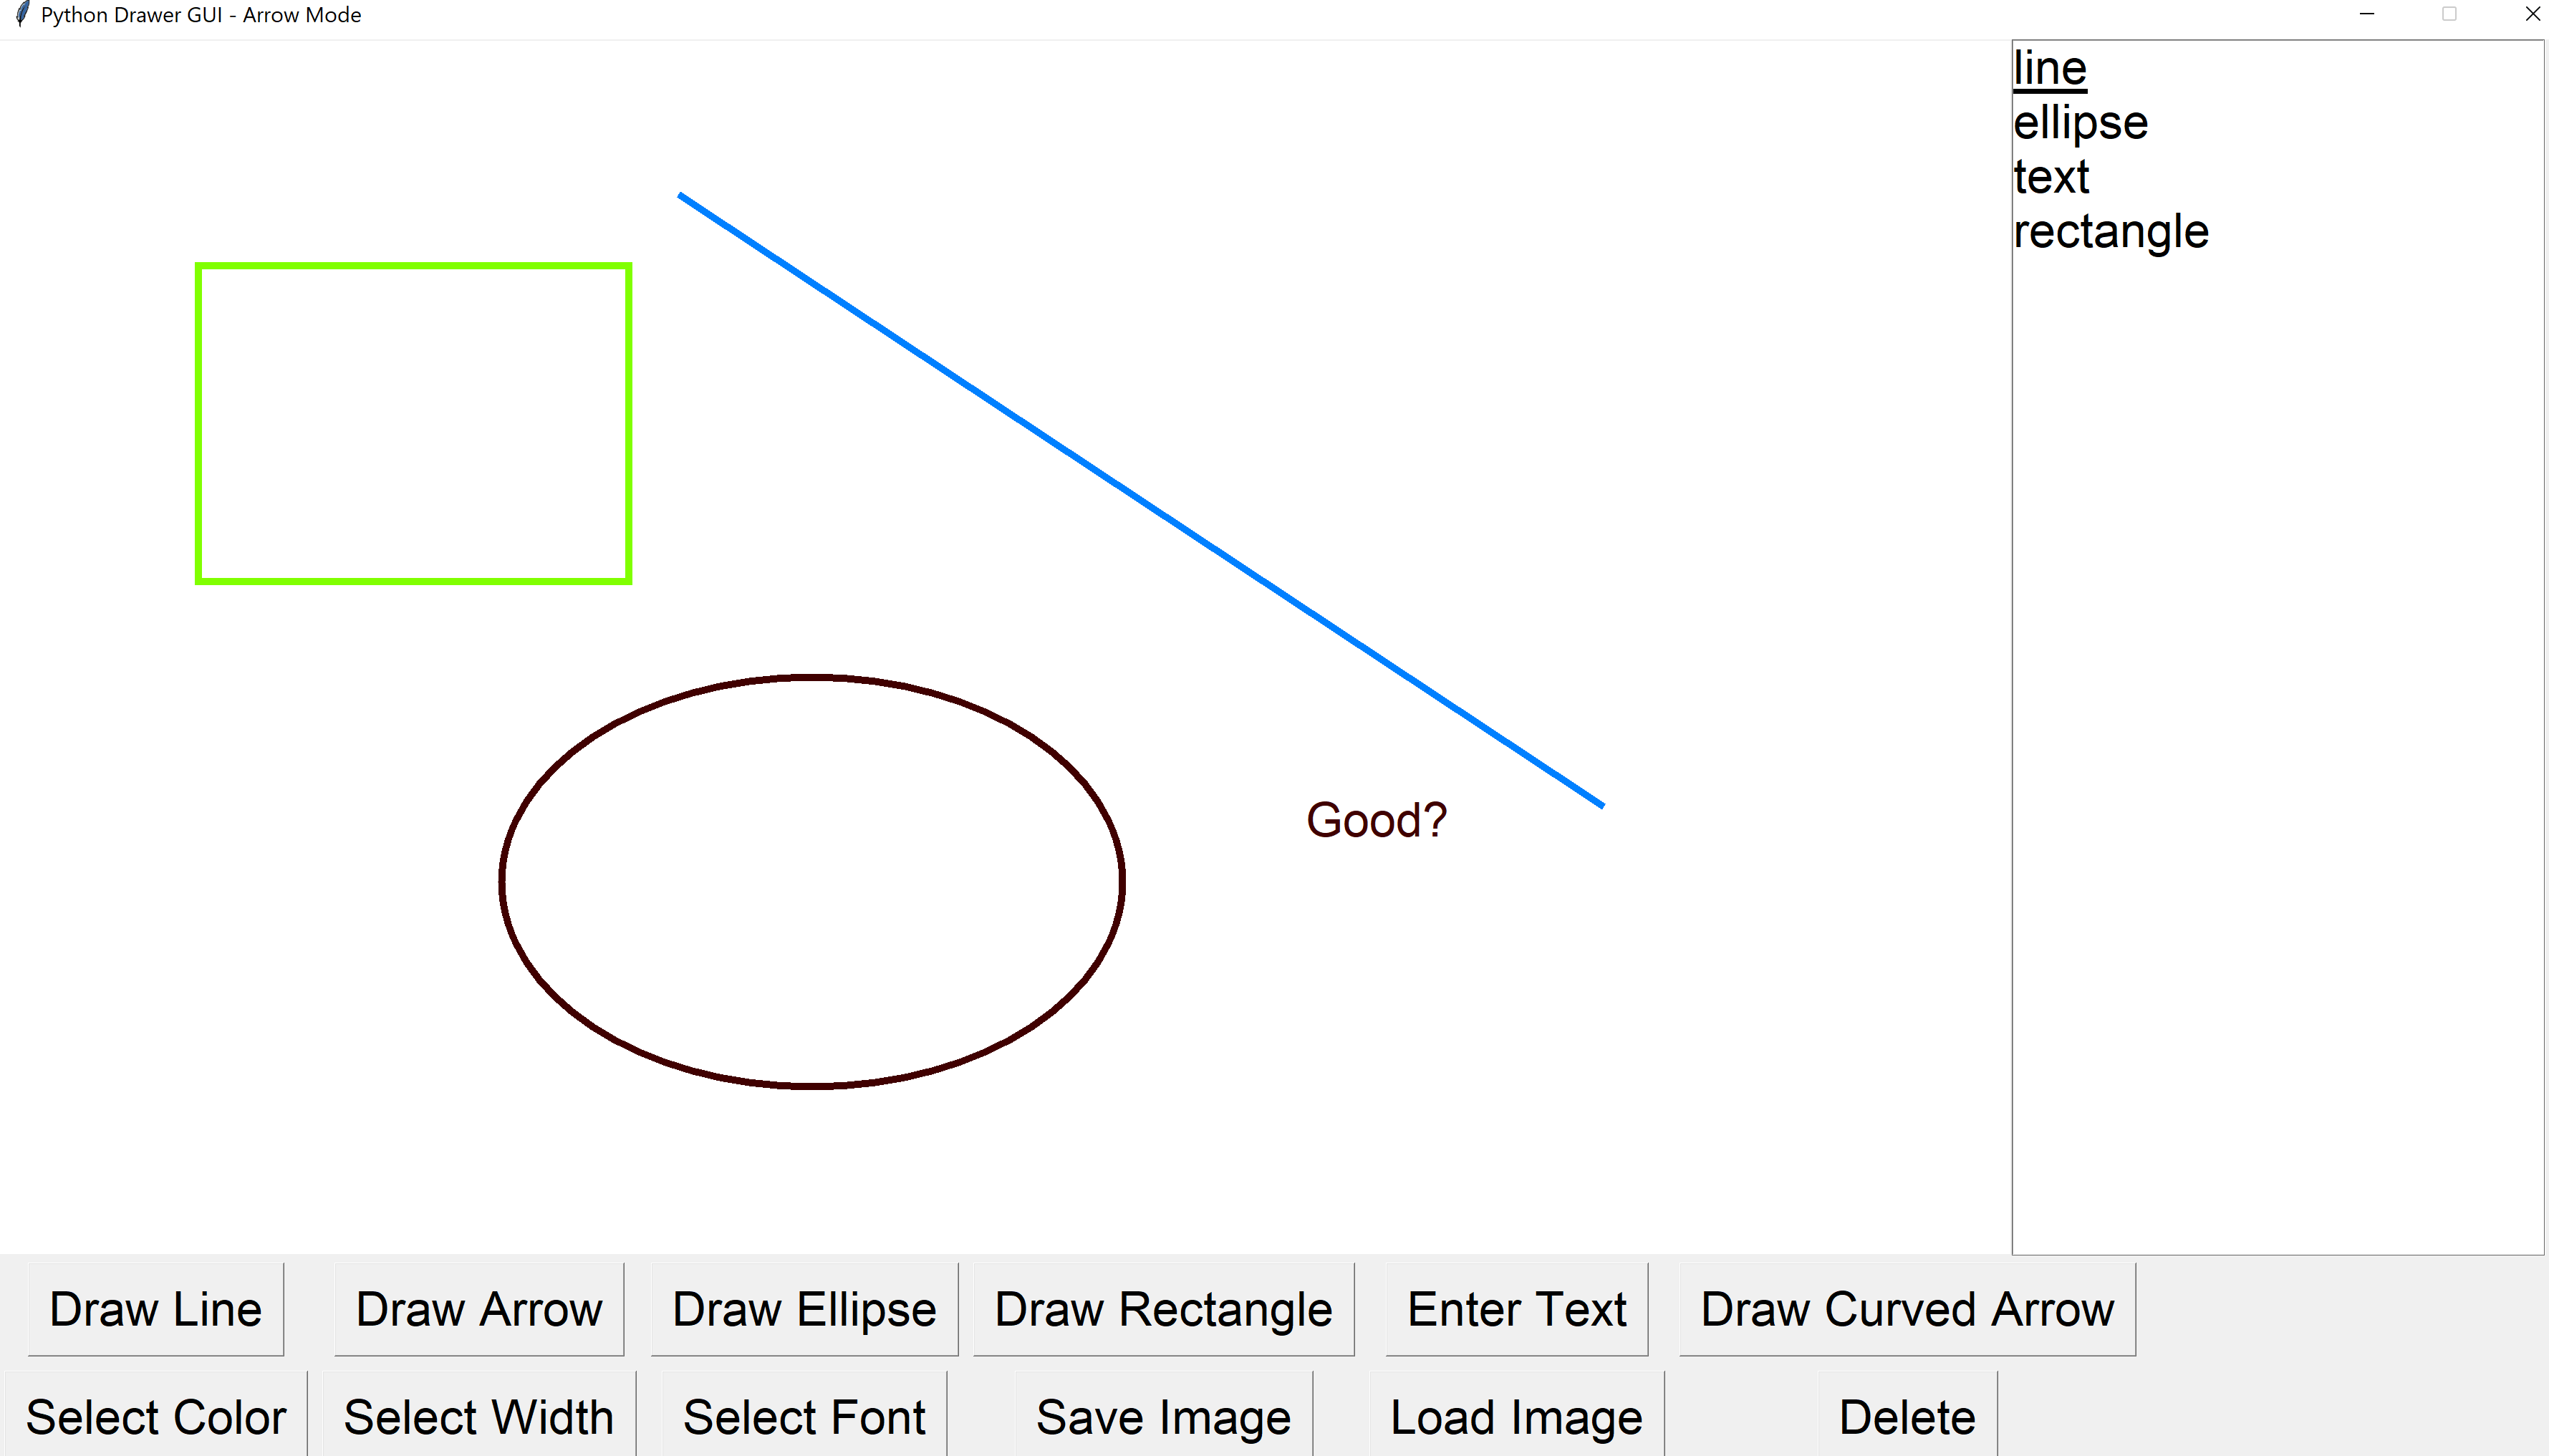 Python Drawer GUI - Arrow Mode
line
ellipse
text
rectangle
Good?
Draw Line
Draw Arrow
Draw Ellipse
Draw Rectangle
Enter Text
Draw Curved Arrow
Select Color
Select Width
Select Font
Save Image
Load Image
Delete